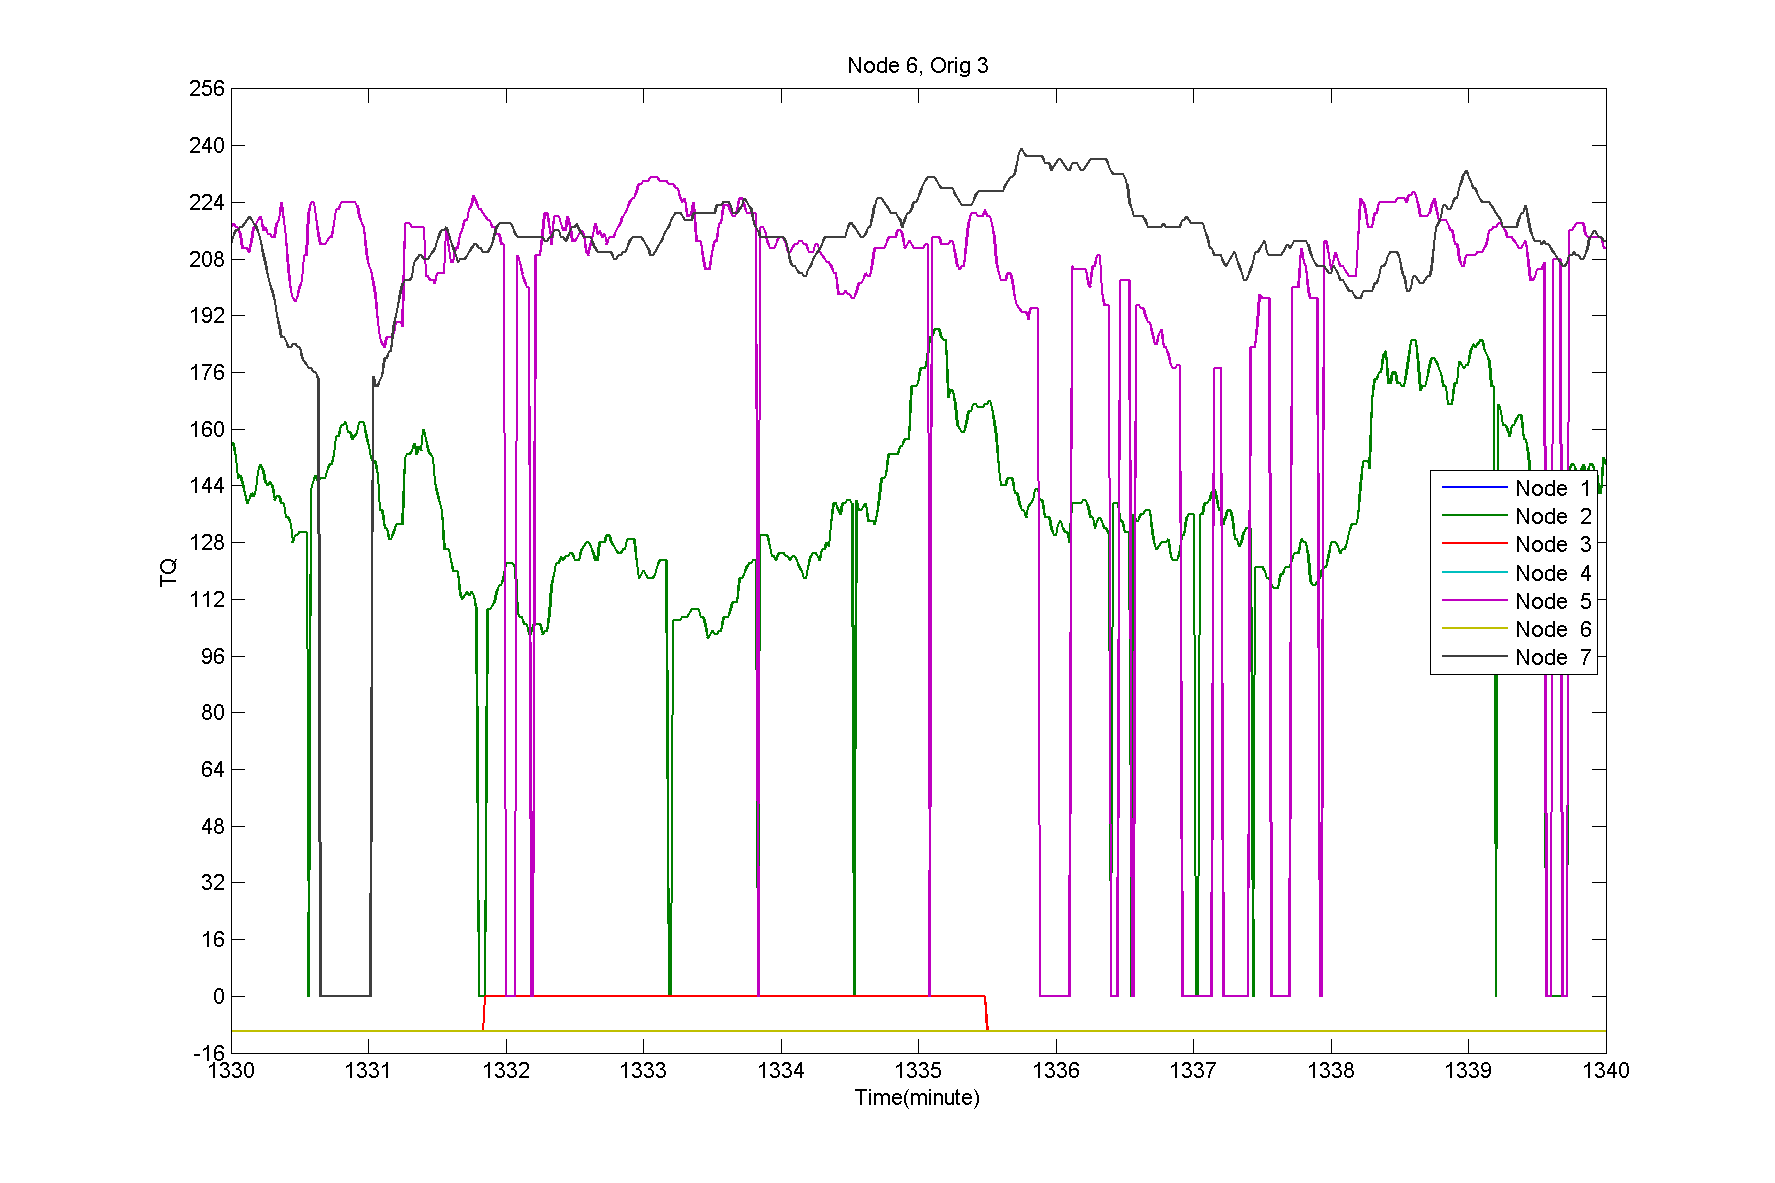 Node 6, Orig 3
256
240
224
208
192
176
160
144
128
112
96
80
64
48
32
16
0
-16
TQ
Node 1
Node 2
Node 3
Node 4
Node 5
Node 6
Node 7
1330 1331 1332 1333 1334 1335 1336 1337 1338 1339 1340
Time(minute)